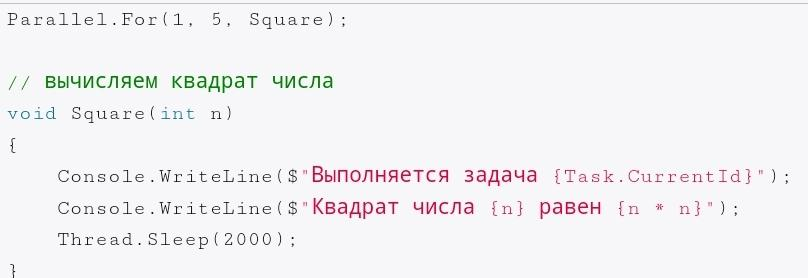 Parallel.For(1, 5, Square);
// вычисляем квадрат числа
void Square(int n)
{
Console.WriteLine($"Выполняется задача {Task.CurrentId}");
Console.WriteLine($"Квадрат числа {n} равен {n * n}");
Thread.Sleep(2000);
}